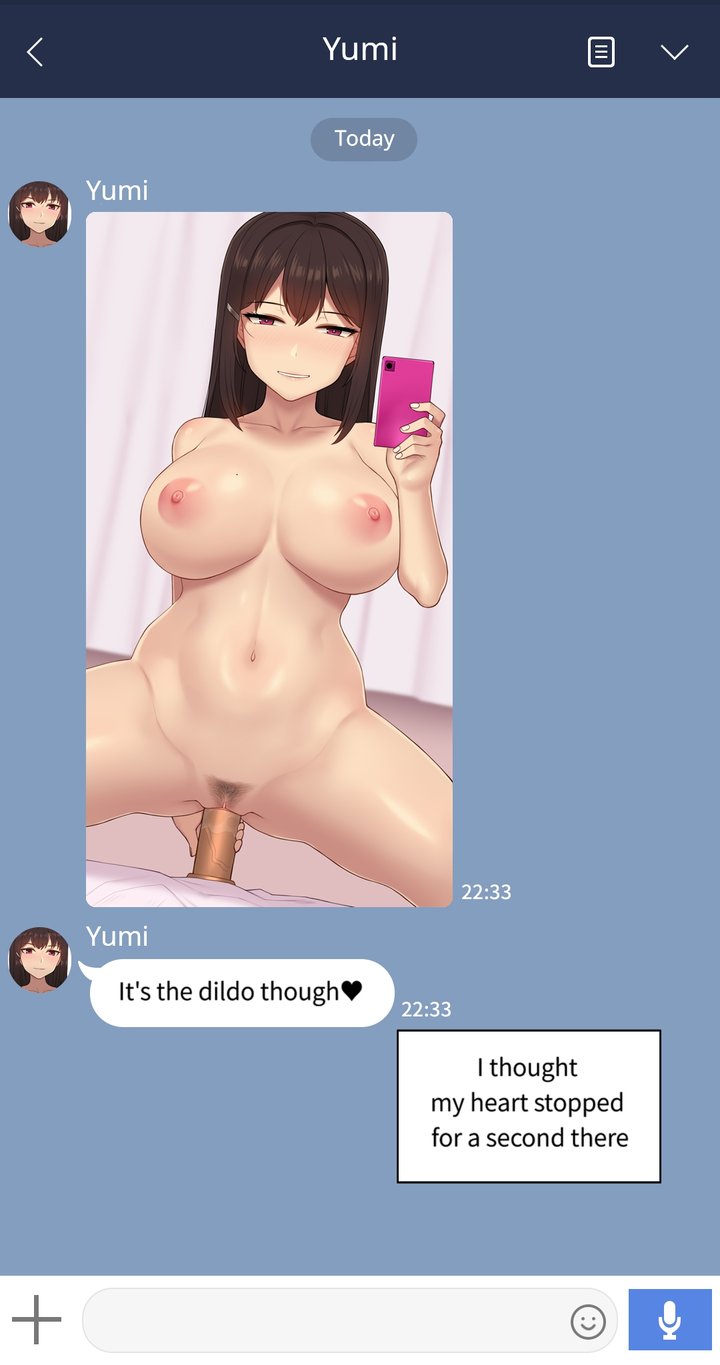 Yumi
Today
Yumi
22:33
Yumi
It's the dildo though♥
22:33
I thought
my heart stopped
for a second there